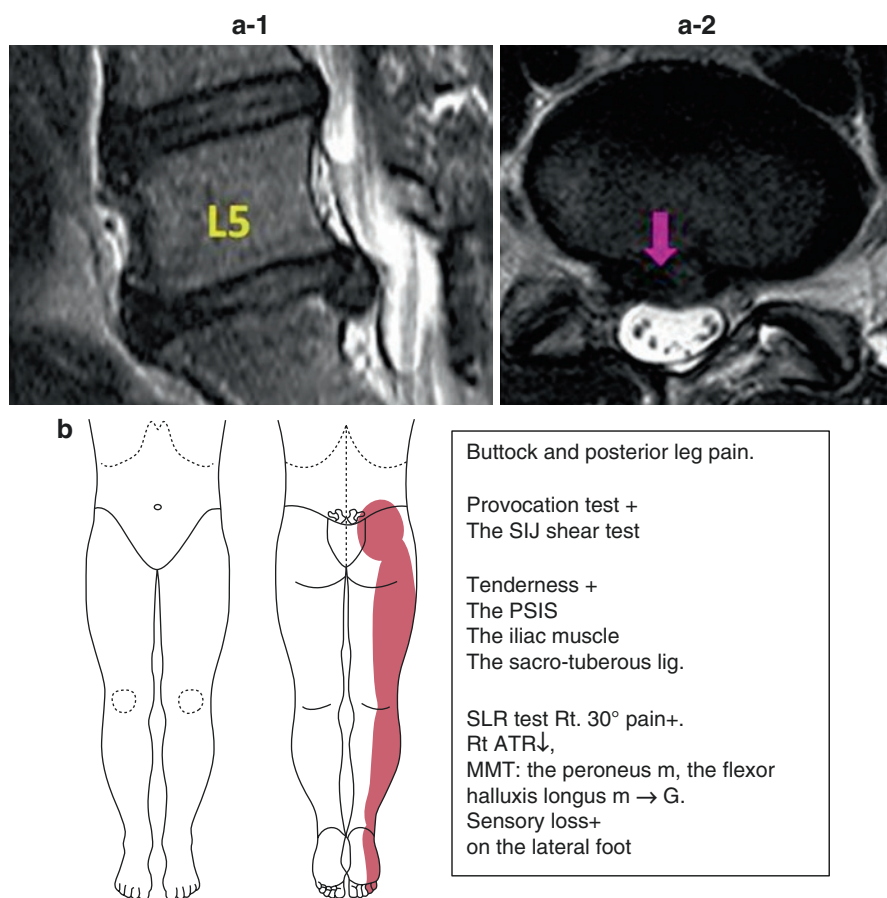 a-1
a-2
L5
b
Buttock and posterior leg pain.
Provocation test +
The SIJ shear test
Tenderness +
The PSIS
The iliac muscle
The sacro-tuberous lig.
SLR test Rt. 30° pain+.
Rt ATR↓,
MMT: the peroneus m, the flexor
halluxis longus m → G.
Sensory loss+
on the lateral foot